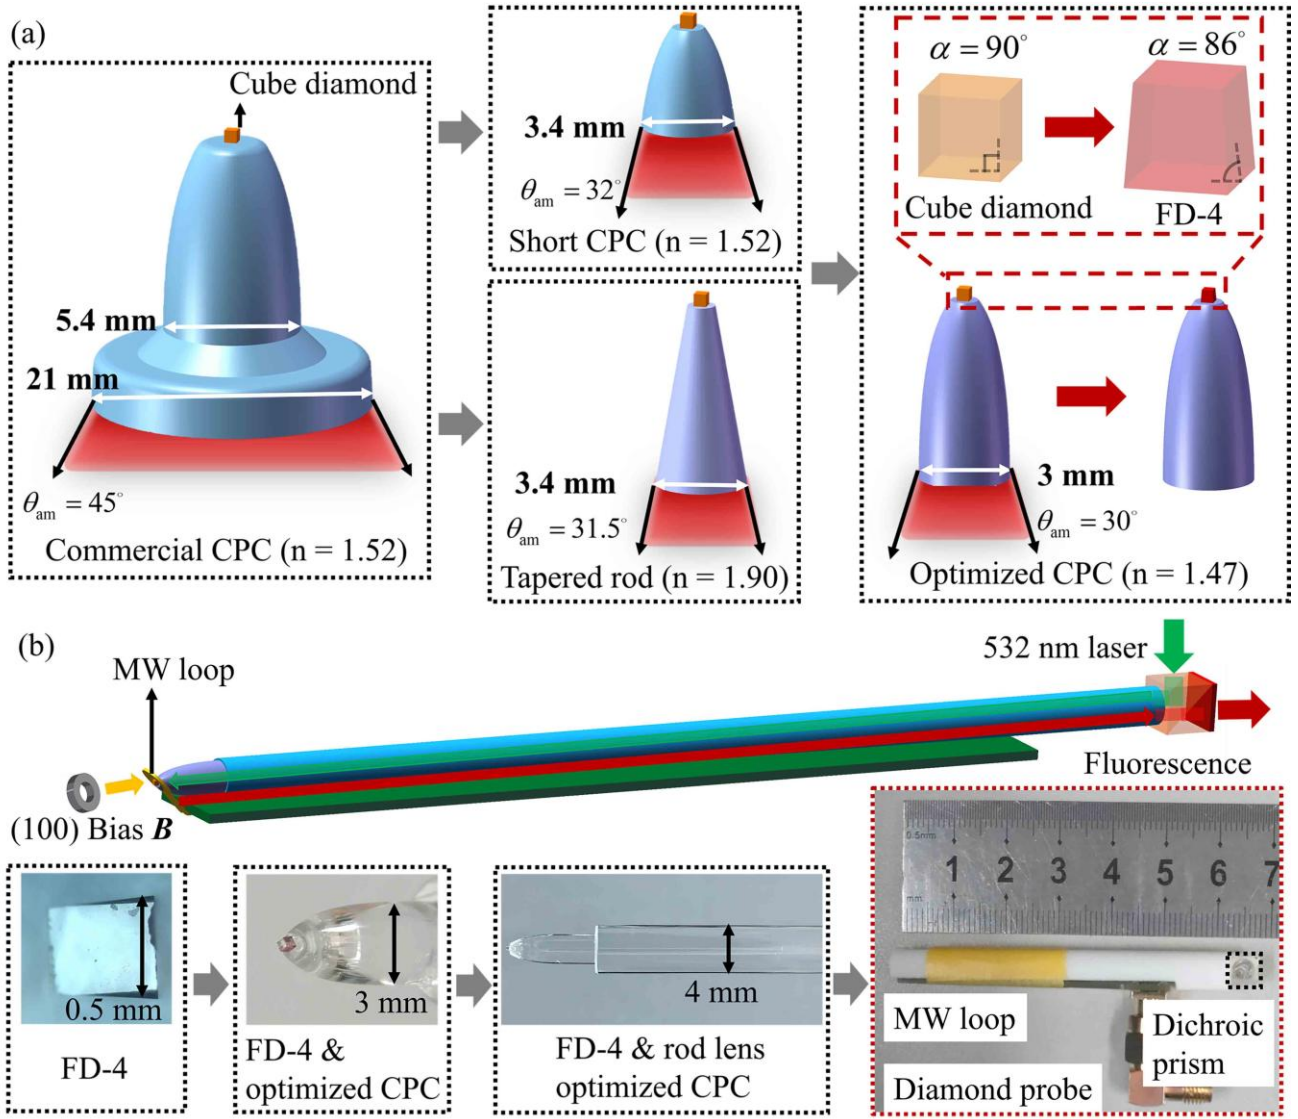 (a)
Cube diamond
5.4 mm
21 mm
θam = 45°
Commercial CPC (n = 1.52)
3.4 mm
θam = 32°
Short CPC (n = 1.52)
3.4 mm
θam = 31.5°
Tapered rod (n = 1.90)
α = 90° α = 86°
Cube diamond FD-4
3 mm
θam = 30°
Optimized CPC (n = 1.47)
(b)
MW loop
532 nm laser
Fluorescence
(100) Bias B
0.5 mm
FD-4
3 mm
FD-4 &
optimized CPC
4 mm
FD-4 & rod lens
optimized CPC
0.5mm
1 2 3 4 5 6 7
mm
MW loop
Dichroic
prism
Diamond probe